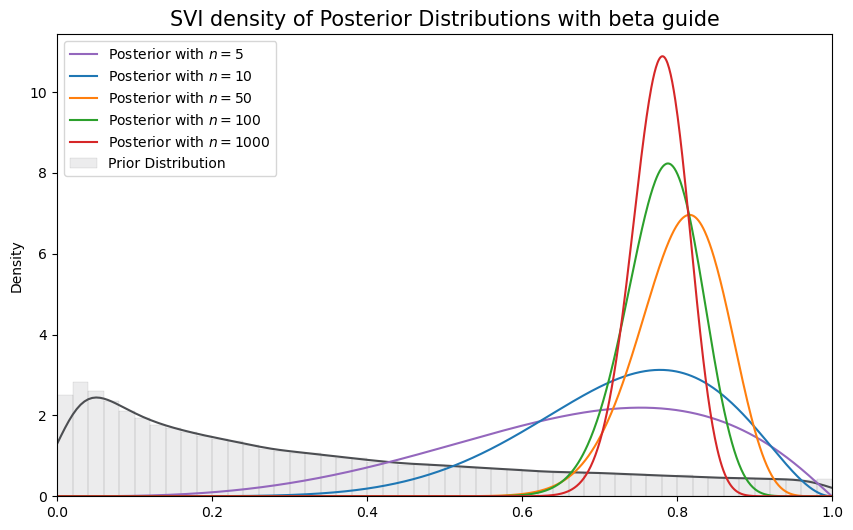 SVI density of Posterior Distributions with beta guide
Posterior with n = 5
Posterior with n = 10
Posterior with n = 50
Posterior with n = 100
Posterior with n = 1000
Prior Distribution
Density
10
8
6
4
2
0
0.0 0.2 0.4 0.6 0.8 1.0